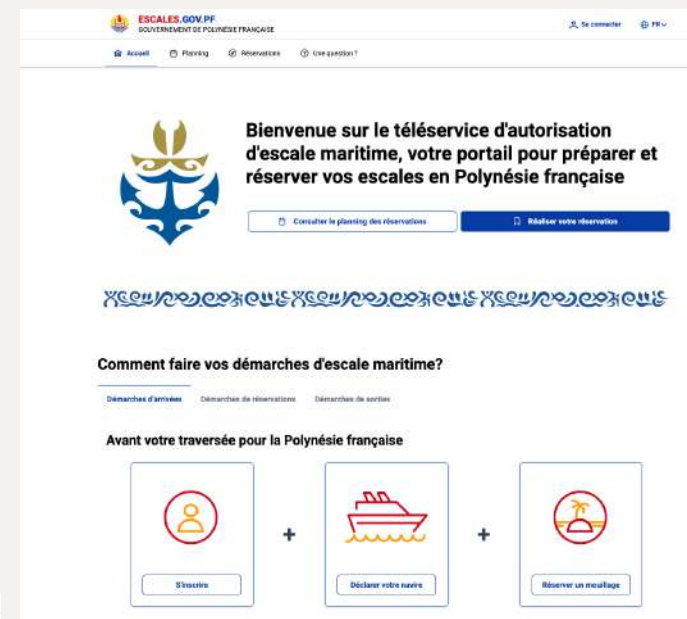 ESCALES.GOV.PF
GOUVERNEMENT DE POLYNÉSIE FRANÇAISE
Se connecter
FR
Accueil
Planning
Réservations
Une question ?
Bienvenue sur le téléservice d'autorisation
d'escale maritime, votre portail pour préparer et
réserver vos escales en Polynésie française
Consulter le planning des réservations
Réaliser votre réservation
Comment faire vos démarches d'escale maritime?
Démarches d'arrivées
Démarches de réservations
Démarches de sorties
Avant votre traversée pour la Polynésie française
+
+
S'inscrire
Déclarer votre navire
Réserver un mouillage